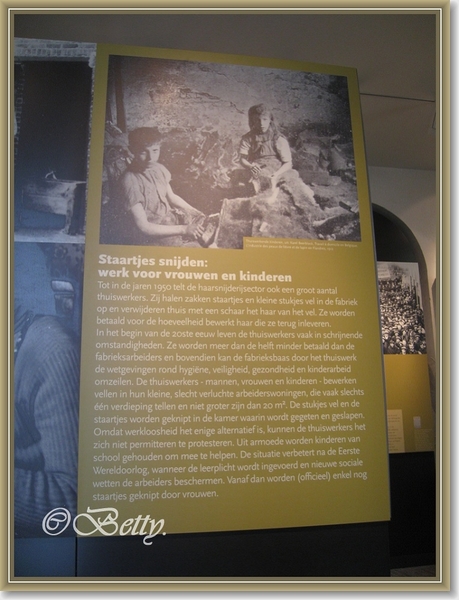 Staartjes snijden:
werk voor vrouwen en kinderen
Tot in de jaren 1950 telt de haarsnijderijsector ook een groot aantal
thuiswerkers. Zij halen zakken staartjes en kleine stukjes vel in de fabriek
op en verwijderen thuis met een schaar het haar van het vel. Ze worden
betaald voor de hoeveelheid bewerkt haar die ze terug inleveren.
In het begin van de 20ste eeuw leven de thuiswerkers vaak in schrijnende
omstandigheden. Ze worden meer dan de helft minder betaald dan de
fabrieksarbeiders en bovendien kan de fabrieksbaas door het thuiswerk
de wetgevingen rond hygiëne, veiligheid, gezondheid en kinderarbeid
omzeilen. De thuiswerkers - mannen, vrouwen en kinderen - bewerken
vellen in hun kleine, slecht verluchte arbeiderswoningen, die vaak slechts
één verdieping tellen en niet groter zijn dan 20 m². De stukjes vel en de
staartjes worden geknipt in de kamer waarin wordt gegeten en geslapen.
Omdat werkloosheid het enige alternatief is, kunnen de thuiswerkers het
zich niet permitteren te protesteren. Uit armoede worden kinderen van
school gehouden om mee te helpen. De situatie verbetert na de Eerste
Wereldoorlog, wanneer de leerplicht wordt ingevoerd en nieuwe sociale
wetten de arbeiders beschermen. Vanaf dan worden (officieel) enkel nog
staartjes geknipt door vrouwen.
© Betty.